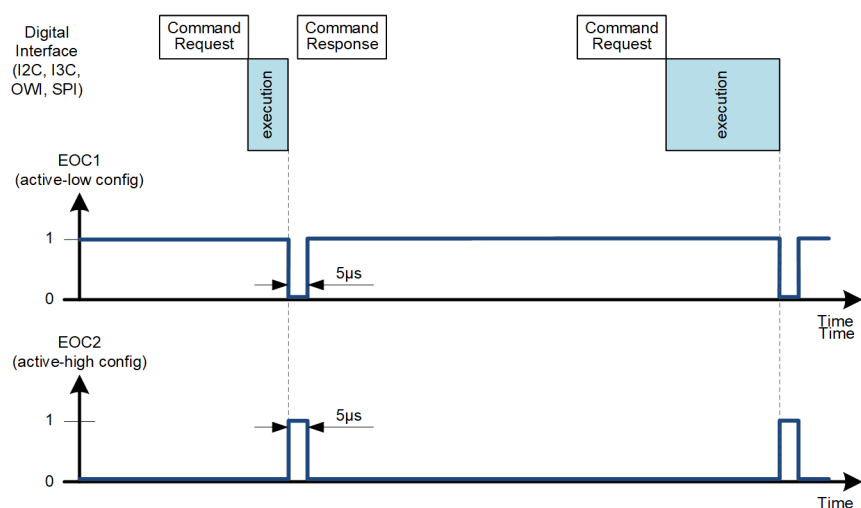 Digital
Interface
(I2C, I3C,
OWI, SPI)
Command
Request
Command
Response
Command
Request
execution
execution
EOC1
(active-low config)
1
5µs
0
Time
Time
EOC2
(active-high config)
1
5µs
0
Time